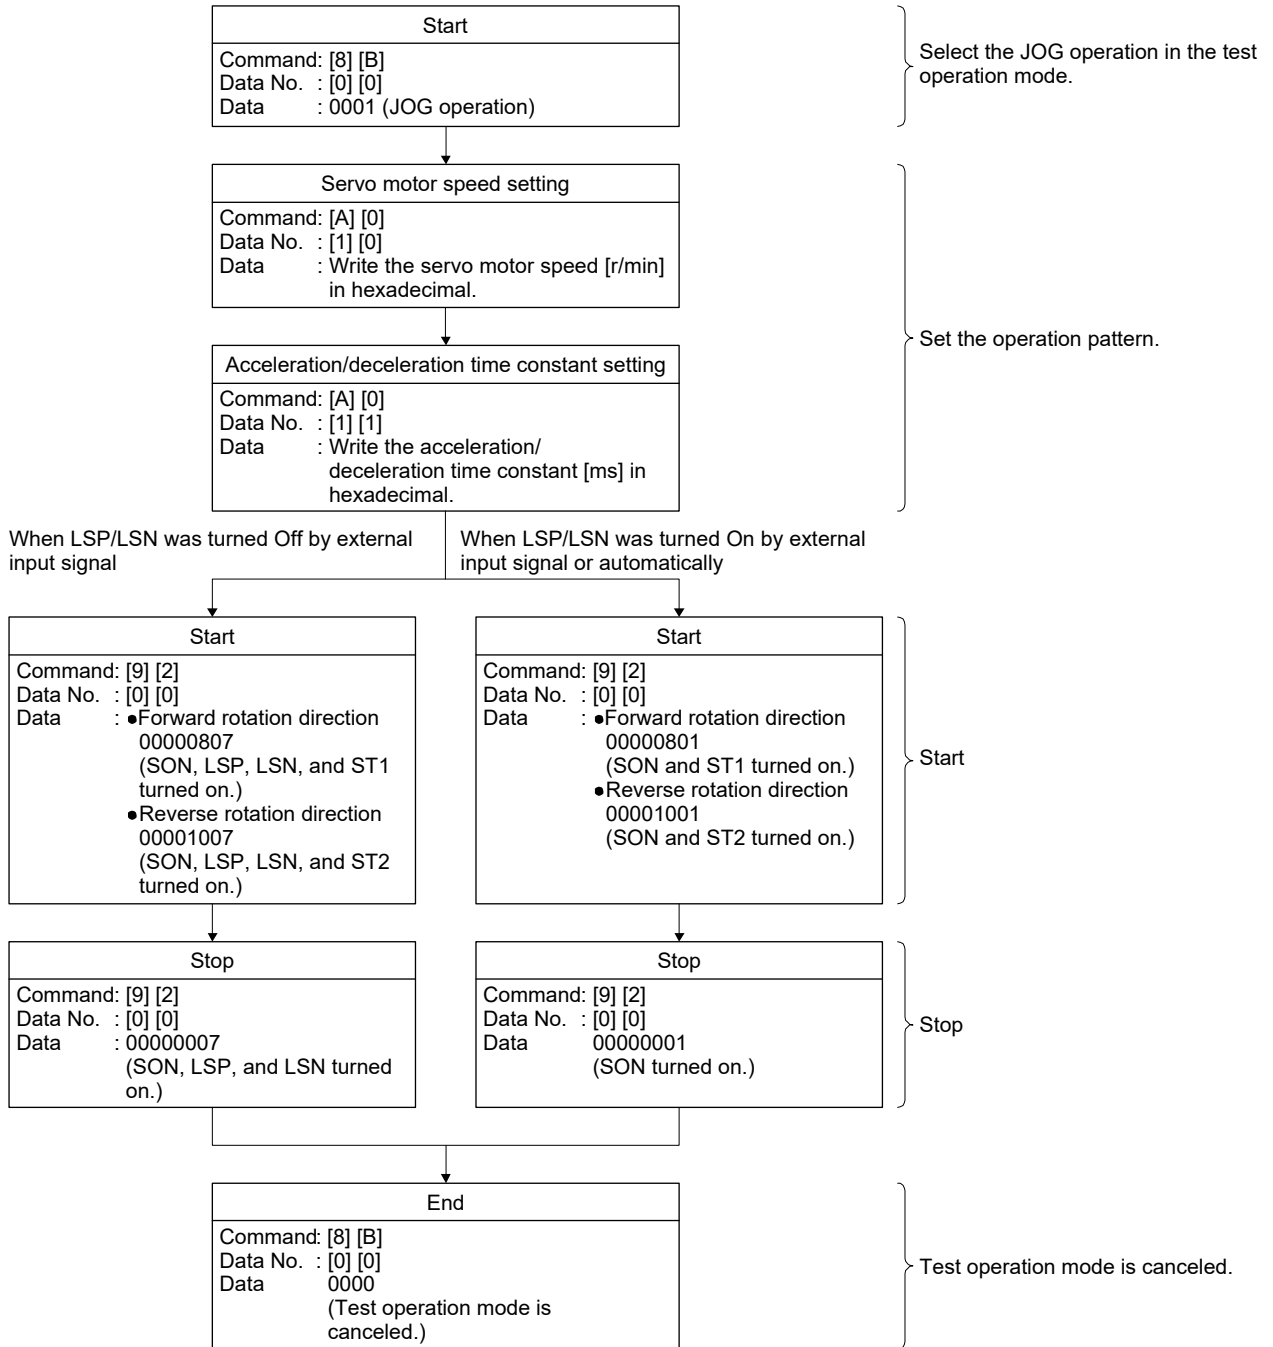 Start
Command: [8] [B]
Data No. : [0] [0]
Data : 0001 (JOG operation)
Select the JOG operation in the test
operation mode.
Servo motor speed setting
Command: [A] [0]
Data No. : [1] [0]
Data : Write the servo motor speed [r/min]
in hexadecimal.
Acceleration/deceleration time constant setting
Command: [A] [0]
Data No. : [1] [1]
Data : Write the acceleration/
deceleration time constant [ms] in
hexadecimal.
Set the operation pattern.
When LSP/LSN was turned Off by external
input signal
When LSP/LSN was turned On by external
input signal or automatically
Start
Command: [9] [2]
Data No. : [0] [0]
Data : ●Forward rotation direction
00000807
(SON, LSP, LSN, and ST1
turned on.)
●Reverse rotation direction
00001007
(SON, LSP, LSN, and ST2
turned on.)
Start
Command: [9] [2]
Data No. : [0] [0]
Data : ●Forward rotation direction
00000801
(SON and ST1 turned on.)
●Reverse rotation direction
00001001
(SON and ST2 turned on.)
Start
Stop
Command: [9] [2]
Data No. : [0] [0]
Data : 00000007
(SON, LSP, and LSN turned
on.)
Stop
Command: [9] [2]
Data No. : [0] [0]
Data 00000001
(SON turned on.)
Stop
End
Command: [8] [B]
Data No. : [0] [0]
Data 0000
(Test operation mode is
canceled.)
Test operation mode is canceled.